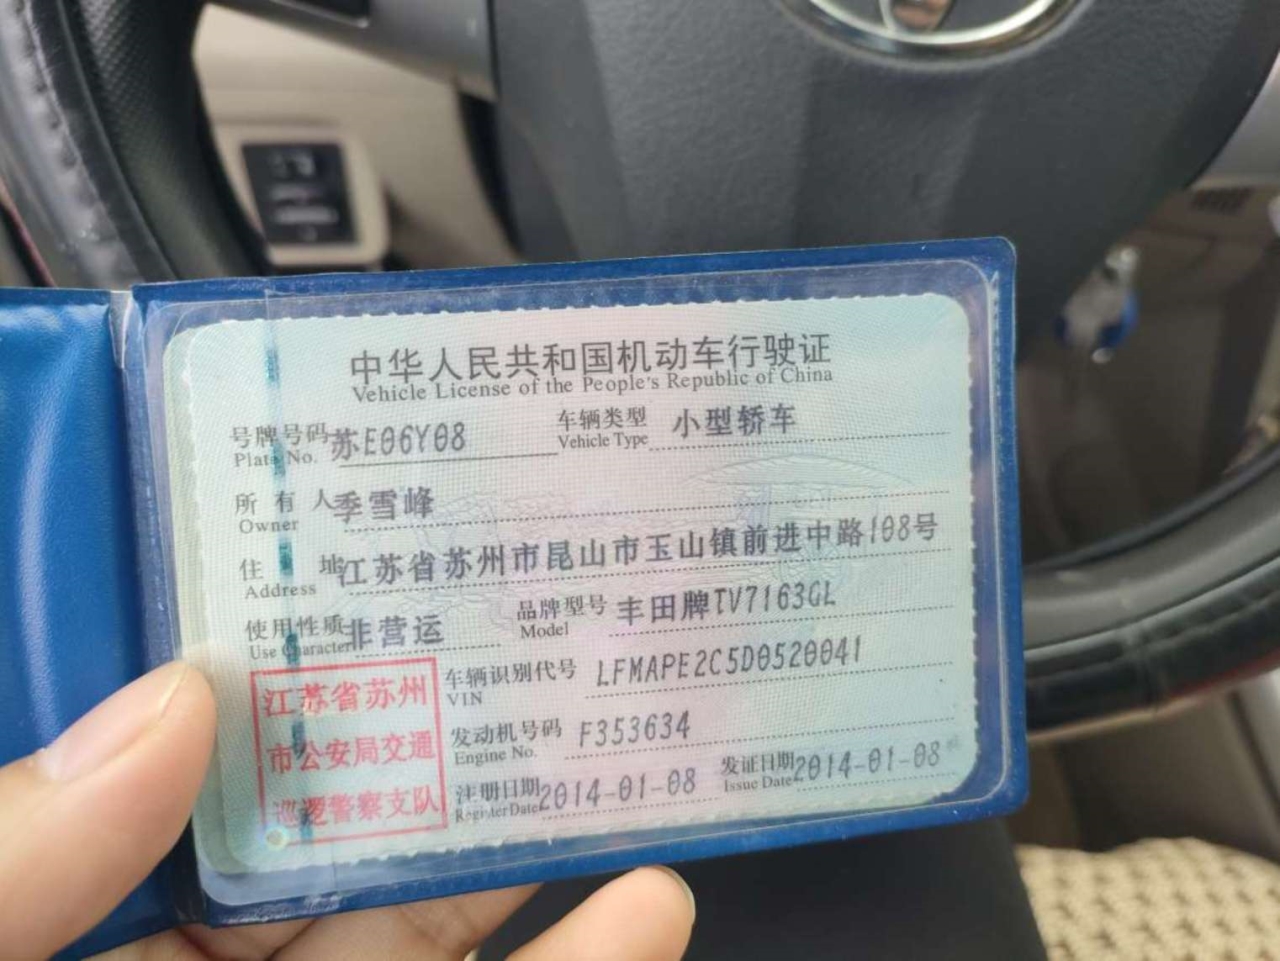 中华人民共和国机动车行驶证
Vehicle License of the People's Republic of China
号牌号码 苏E06Y08 车辆类型 小型轿车
Plate No. Vehicle Type
所有人 季雪峰
Owner
住址 江苏省苏州市昆山市玉山镇前进中路108号
Address
使用性质 非营运 品牌型号 丰田牌TV7163GL
Use Character Model
江苏省苏州
市公安局交通
巡逻警察支队
车辆识别代号 LFMAPE2C5D0520041
VIN
发动机号码 F353634
Engine No.
注册日期 2014-01-08 发证日期 2014-01-08
Register Date Issue Date